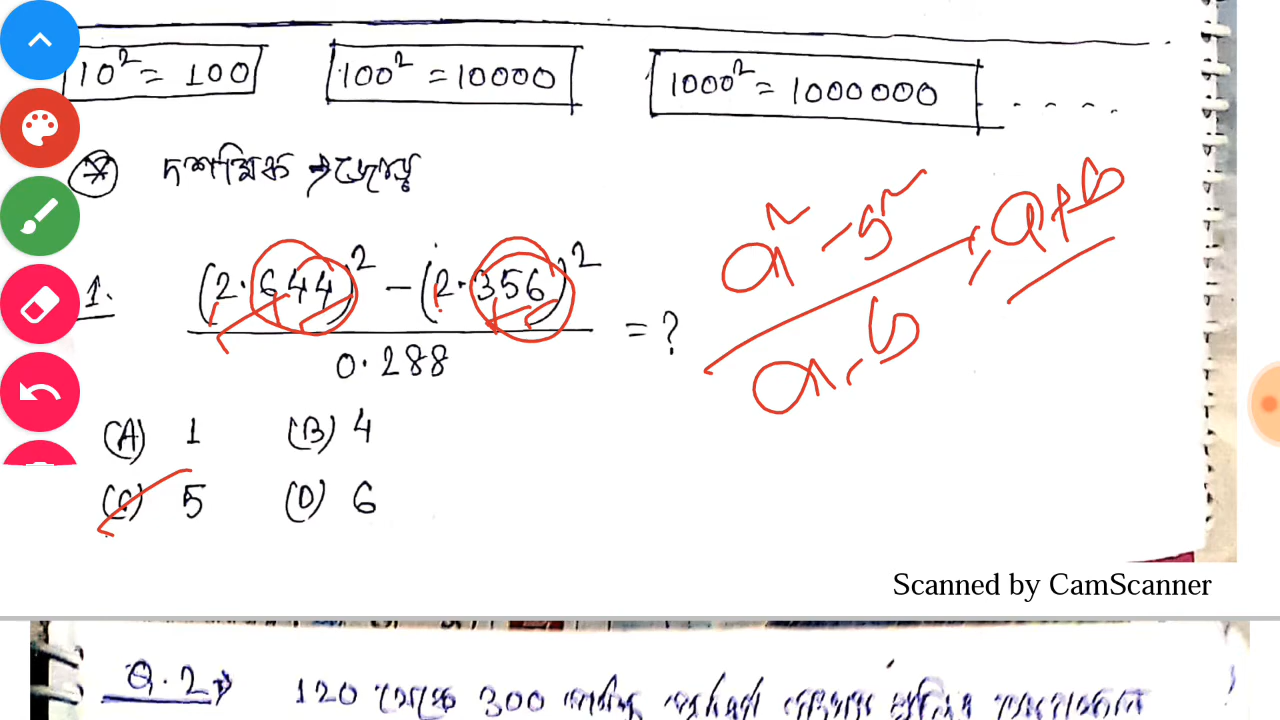 10² = 100 100² = 10000 1000² = 1000000 . . . .
দশমিক
a² - b² / a - b = a + b
1. (2.644)² - (2.356)² / 0.288 = ?
(A) 1 (B) 4
(C) 5 (D) 6
Scanned by CamScanner
Q.2 → 120 থেকে 300